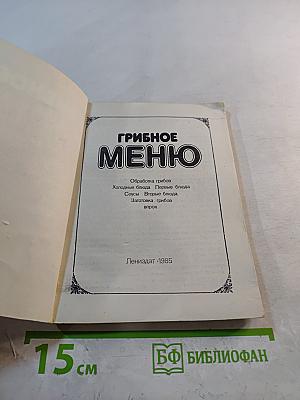 ГРИБНОЕ
МЕНЮ
Обработка грибов
Холодные блюда Первые блюда
Соусы Вторые блюда
Заготовка грибов
впрок
Лениздат · 1985
15 см
БФ БИБЛИОФАН